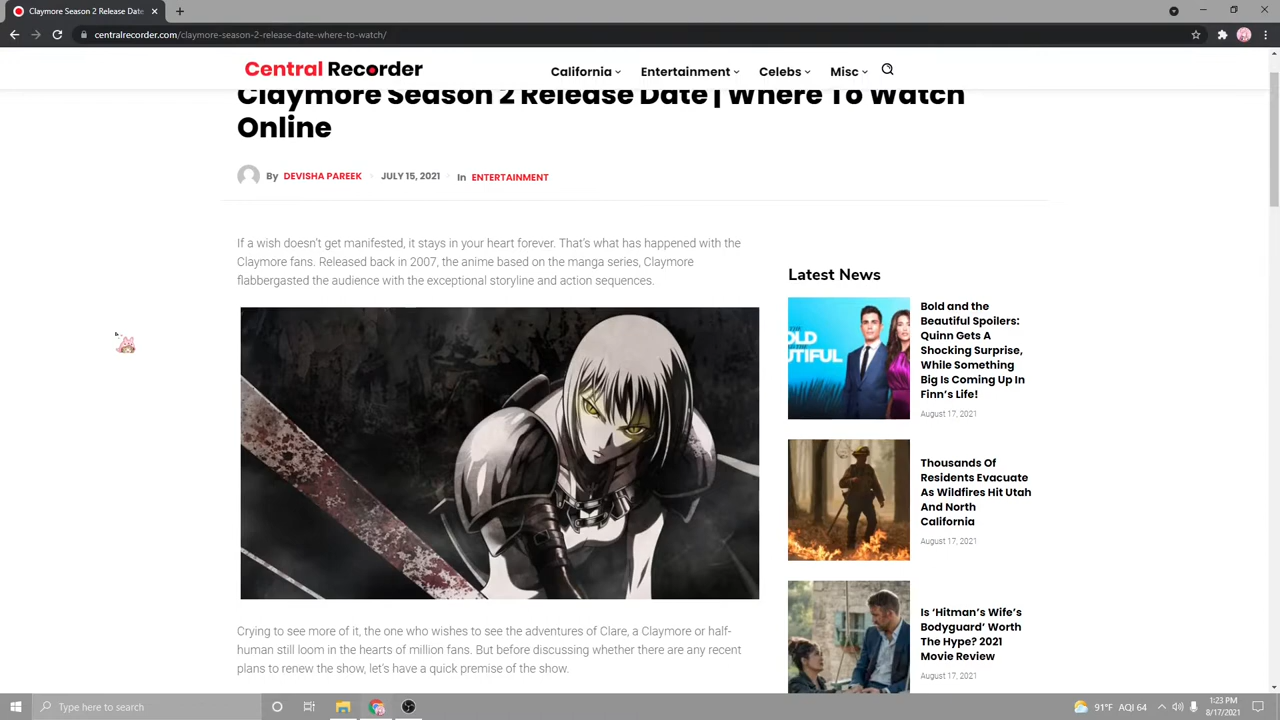 Claymore Season 2 Release Date |
centralrecorder.com/claymore-season-2-release-date-where-to-watch/
Central Recorder
California
Entertainment
Celebs
Misc
Claymore Season 2 Release Date | Where To Watch
Online
By DEVISHA PAREEK
JULY 15, 2021
In ENTERTAINMENT
If a wish doesn't get manifested, it stays in your heart forever. That's what has happened with the
Claymore fans. Released back in 2007, the anime based on the manga series, Claymore
flabbergasted the audience with the exceptional storyline and action sequences.
Crying to see more of it, the one who wishes to see the adventures of Clare, a Claymore or half-
human still loom in the hearts of million fans. But before discussing whether there are any recent
plans to renew the show, let's have a quick premise of the show.
Latest News
Bold and the
Beautiful Spoilers:
Quinn Gets A
Shocking Surprise,
While Something
Big Is Coming Up In
Finn's Life!
August 17, 2021
Thousands Of
Residents Evacuate
As Wildfires Hit Utah
And North
California
August 17, 2021
Is 'Hitman's Wife's
Bodyguard' Worth
The Hype? 2021
Movie Review
August 17, 2021
Type here to search
91°F AQI 64
1:23 PM
8/17/2021